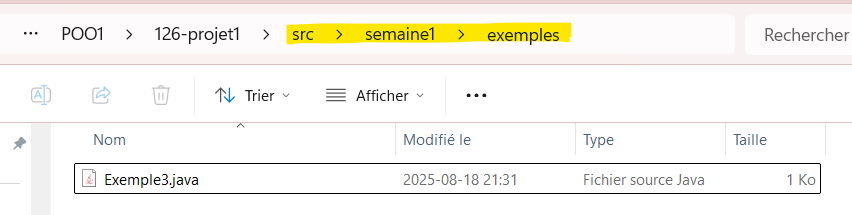 ··· POO1 > 126-projet1 > src > semaine1 > exemples Rechercher
Trier Afficher ···
Nom Modifié le Type Taille
Exemple3.java 2025-08-18 21:31 Fichier source Java 1 Ko